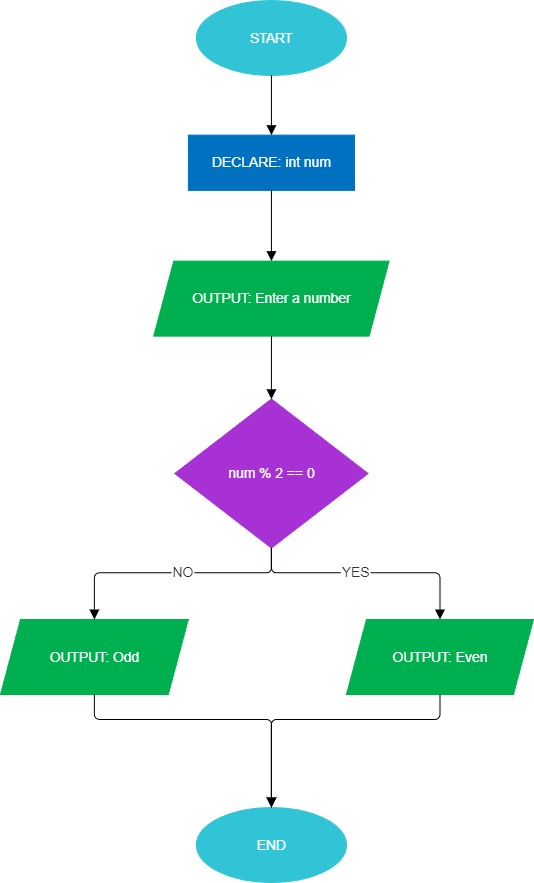 START
DECLARE: int num
OUTPUT: Enter a number
num % 2 == 0
NO
YES
OUTPUT: Odd
OUTPUT: Even
END